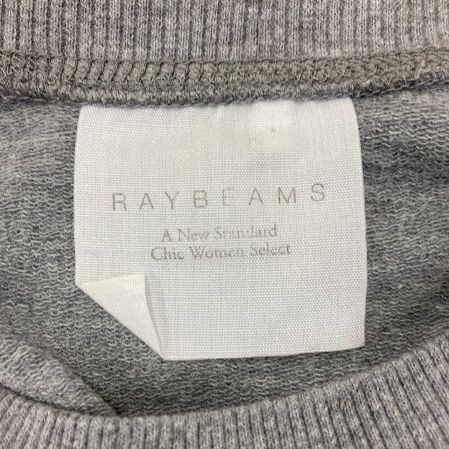 RAYBEAMS
A New Standard
Chic Women Select